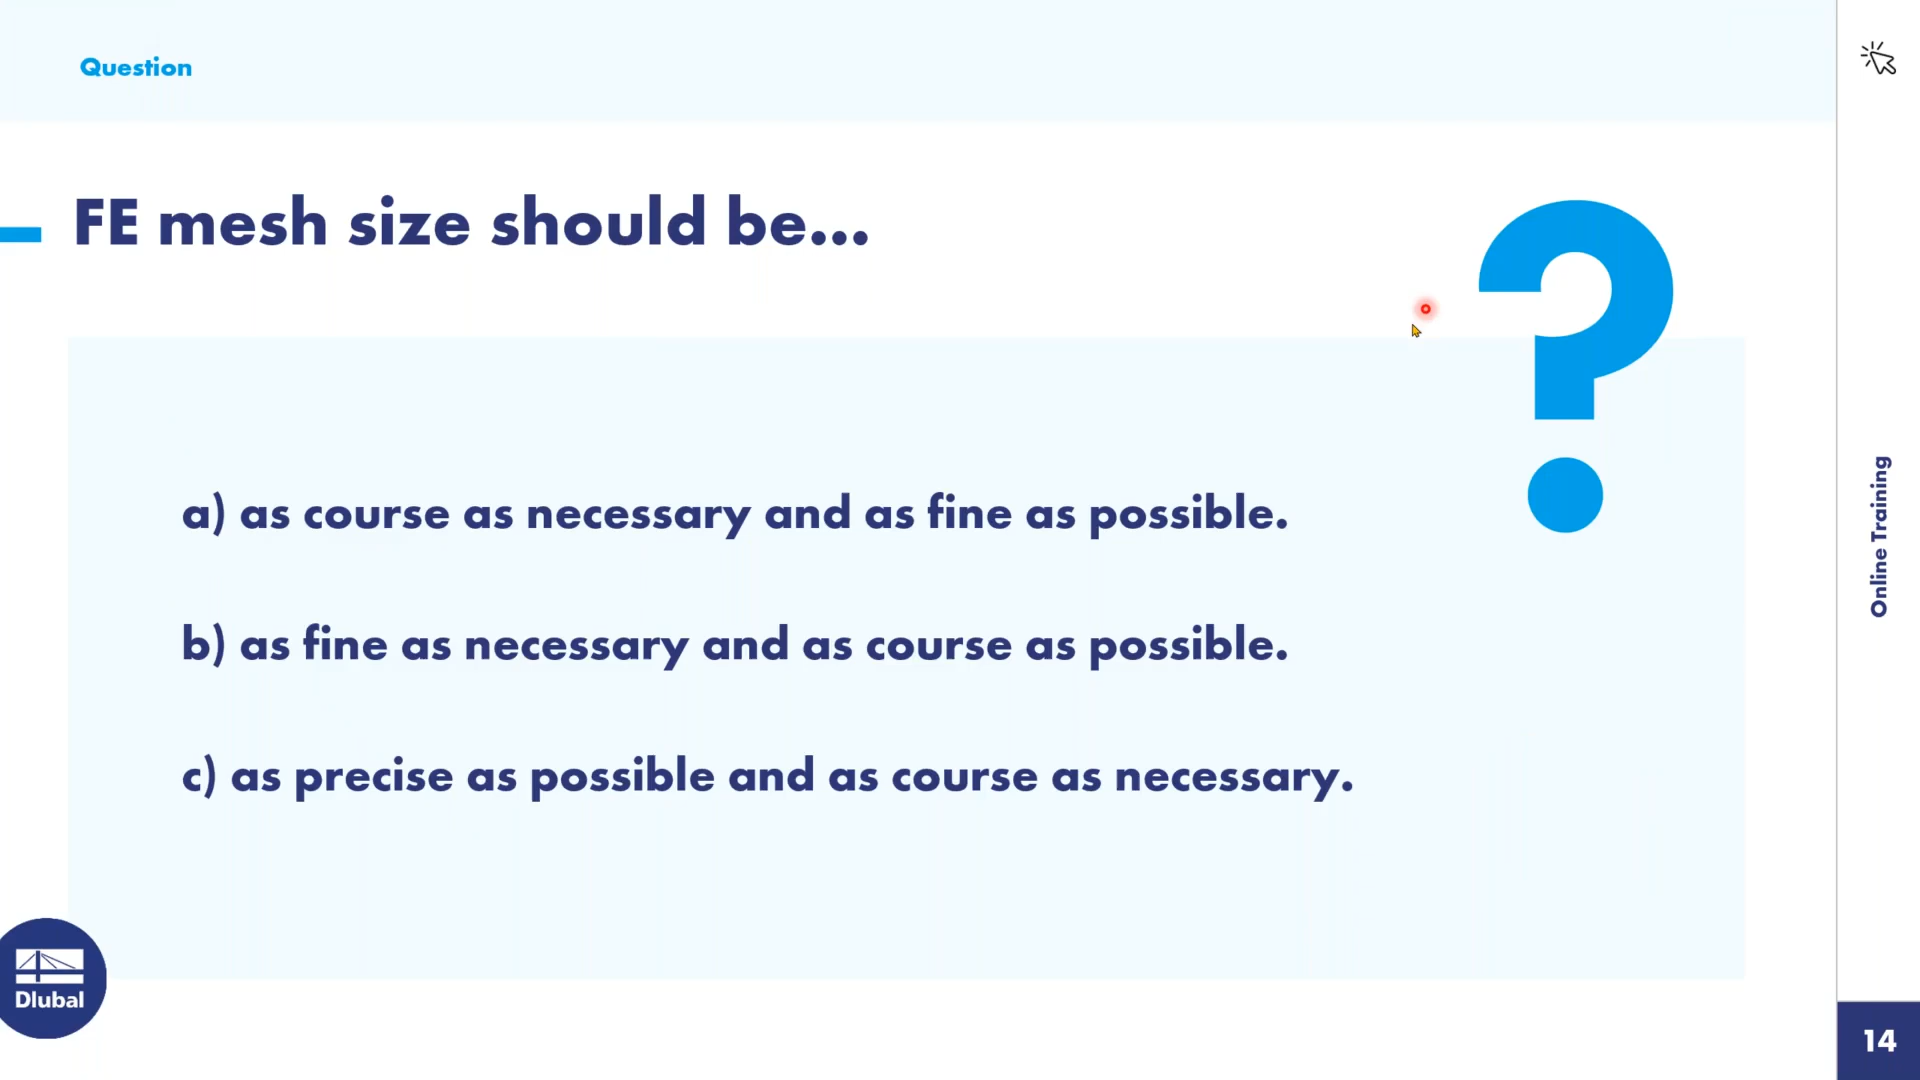 Question
FE mesh size should be...
?
a) as course as necessary and as fine as possible.
b) as fine as necessary and as course as possible.
c) as precise as possible and as course as necessary.
Online Training
Dlubal
14